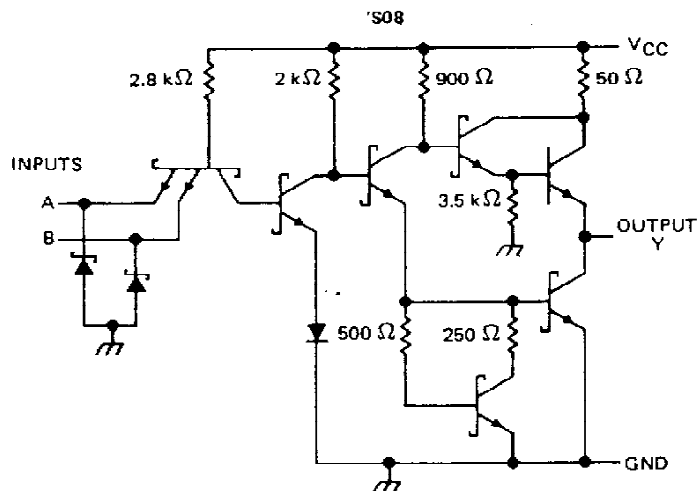 'S08
VCC
2.8 kΩ
2 kΩ
900 Ω
50 Ω
INPUTS
A
B
3.5 kΩ
OUTPUT
Y
500 Ω
250 Ω
GND